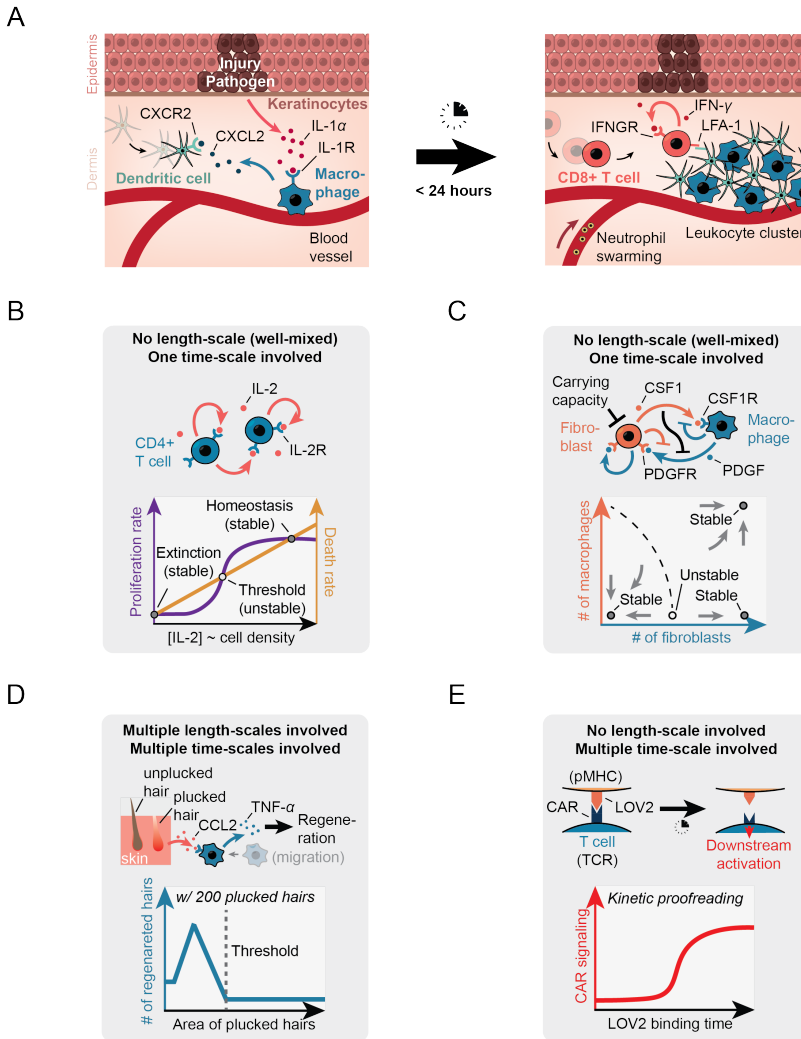 A
Epidermis
Dermis
Injury
Pathogen
Keratinocytes
CXCR2
CXCL2
IL-1α
IL-1R
Dendritic cell
Macro-
phage
Blood
vessel
< 24 hours
IFN-γ
IFNGR
LFA-1
CD8+ T cell
Neutrophil
swarming
Leukocyte cluster
B
No length-scale (well-mixed)
One time-scale involved
IL-2
CD4+
T cell
IL-2R
Proliferation rate
Death rate
Homeostasis
(stable)
Extinction
(stable)
Threshold
(unstable)
[IL-2] ~ cell density
C
No length-scale (well-mixed)
One time-scale involved
Carrying
capacity
CSF1
CSF1R
Fibro-
blast
Macro-
phage
PDGFR
PDGF
# of macrophages
Stable
Unstable
Stable
Stable
# of fibroblasts
D
Multiple length-scales involved
Multiple time-scales involved
unplucked
hair
plucked
hair
CCL2
TNF-α
Regene-
ration
(migration)
skin
# of regenareted hairs
w/ 200 plucked hairs
Threshold
Area of plucked hairs
E
No length-scale involved
Multiple time-scale involved
(pMHC)
CAR
LOV2
T cell
(TCR)
Downstream
activation
CAR signaling
Kinetic proofreading
LOV2 binding time